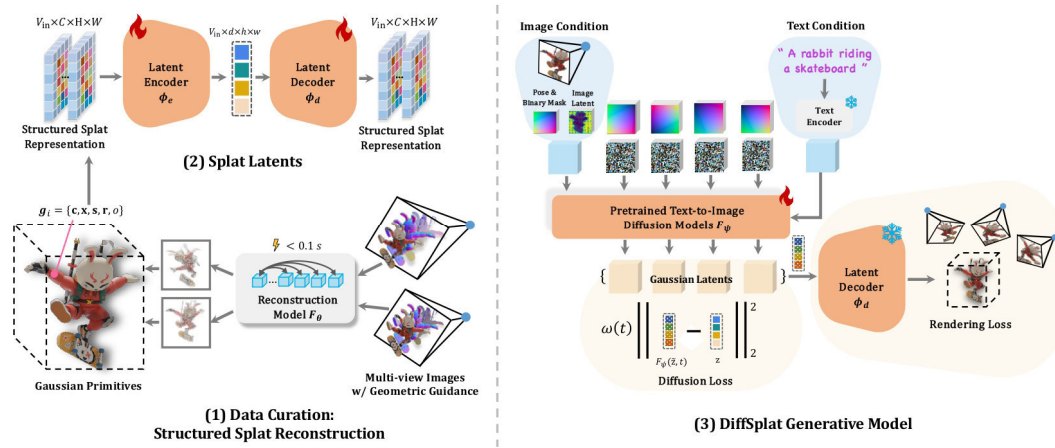 V_in×C×H×W
V_in×d×h×w
V_in×C×H×W
Latent
Encoder
ϕ_e
Latent
Decoder
ϕ_d
...
...
Structured Splat
Representation
Structured Splat
Representation
(2) Splat Latents
g_i = {c, x, s, r, o}
< 0.1 s
...
Reconstruction
Model F_θ
Gaussian Primitives
Multi-view Images
w/ Geometric Guidance
(1) Data Curation:
Structured Splat Reconstruction
Image Condition
Pose &
Binary Mask
Image
Latent
Text Condition
“ A rabbit riding
a skateboard ”
Text
Encoder
Pretrained Text-to-Image
Diffusion Models F_ψ
{ Gaussian Latents }
Latent
Decoder
ϕ_d
Rendering Loss
ω(t) ‖ F_ψ(z̃, t) − z ‖ 2 2
Diffusion Loss
(3) DiffSplat Generative Model